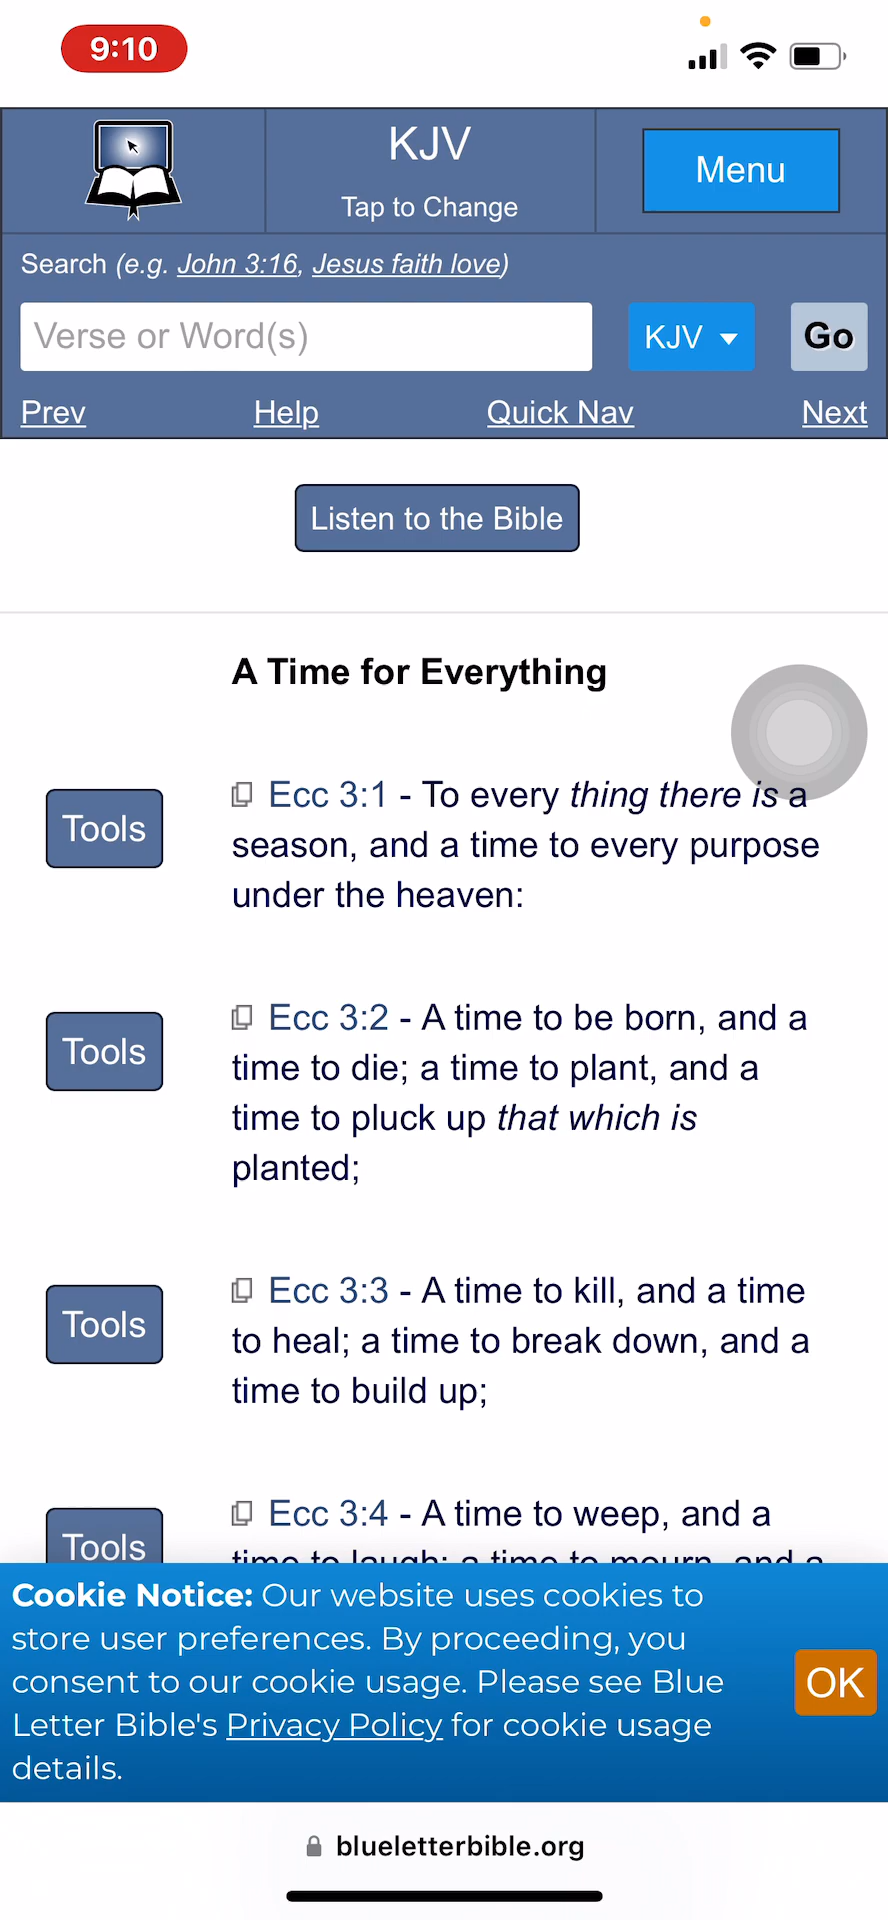 9:10
KJV
Tap to Change
Menu
Search (e.g. John 3:16, Jesus faith love)
Verse or Word(s)
KJV
Go
Prev Help Quick Nav Next
Listen to the Bible
A Time for Everything
Tools
Ecc 3:1 - To every thing there is a
season, and a time to every purpose
under the heaven:
Tools
Ecc 3:2 - A time to be born, and a
time to die; a time to plant, and a
time to pluck up that which is
planted;
Tools
Ecc 3:3 - A time to kill, and a time
to heal; a time to break down, and a
time to build up;
Tools
Ecc 3:4 - A time to weep, and a
time to laugh; a time to mourn, and a
Cookie Notice: Our website uses cookies to
store user preferences. By proceeding, you
consent to our cookie usage. Please see Blue
Letter Bible's Privacy Policy for cookie usage
details.
OK
blueletterbible.org